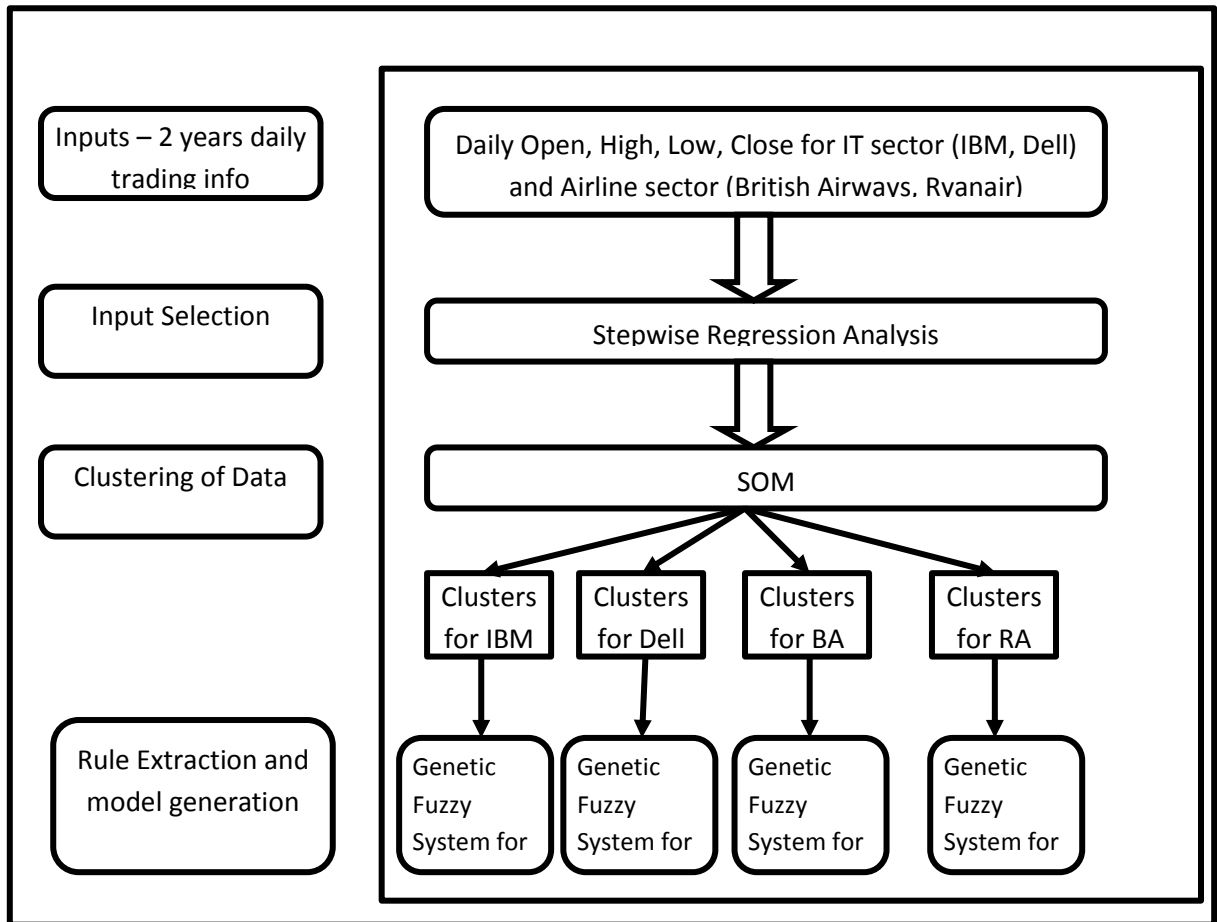 Inputs – 2 years daily
trading info
Daily Open, High, Low, Close for IT sector (IBM, Dell)
and Airline sector (British Airways, Ryanair)
Input Selection
Stepwise Regression Analysis
Clustering of Data
SOM
Clusters
for IBM
Clusters
for Dell
Clusters
for BA
Clusters
for RA
Rule Extraction and
model generation
Genetic
Fuzzy
System for
Genetic
Fuzzy
System for
Genetic
Fuzzy
System for
Genetic
Fuzzy
System for